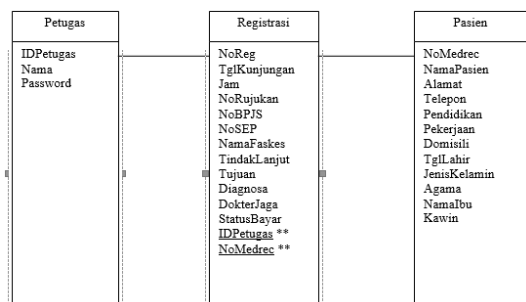 Petugas
IDPetugas
Nama
Password
Registrasi
NoReg
TglKunjungan
Jam
NoRujukan
NoBPJS
NoSEP
NamaFaskes
TindakLanjut
Tujuan
Diagnosa
DokterJaga
StatusBayar
IDPetugas **
NoMedrec **
Pasien
NoMedrec
NamaPasien
Alamat
Telepon
Pendidikan
Pekerjaan
Domisili
TglLahir
JenisKelamin
Agama
NamaIbu
Kawin